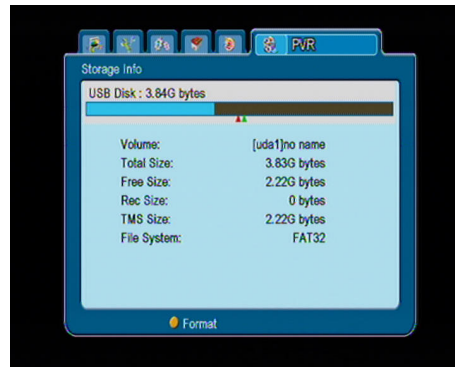 PVR
Storage Info
USB Disk : 3.84G bytes
Volume: [uda1]no name
Total Size: 3.83G bytes
Free Size: 2.22G bytes
Rec Size: 0 bytes
TMS Size: 2.22G bytes
File System: FAT32
Format